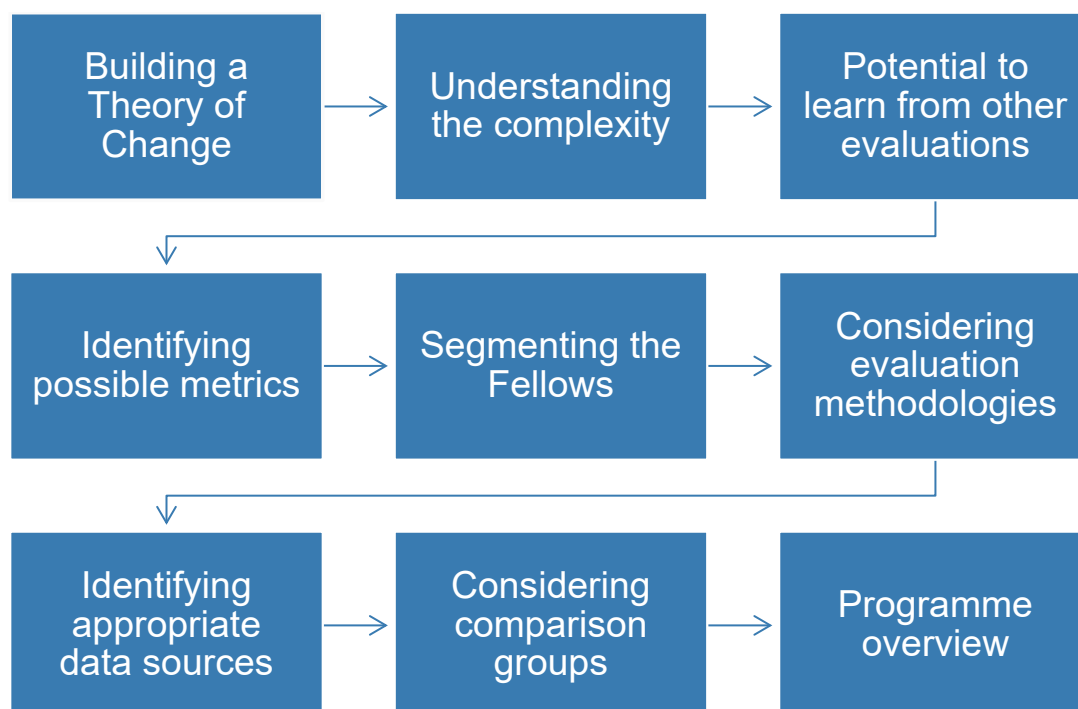 Building a
Theory of
Change
Understanding
the complexity
Potential to
learn from other
evaluations
Identifying
possible metrics
Segmenting the
Fellows
Considering
evaluation
methodologies
Identifying
appropriate
data sources
Considering
comparison
groups
Programme
overview